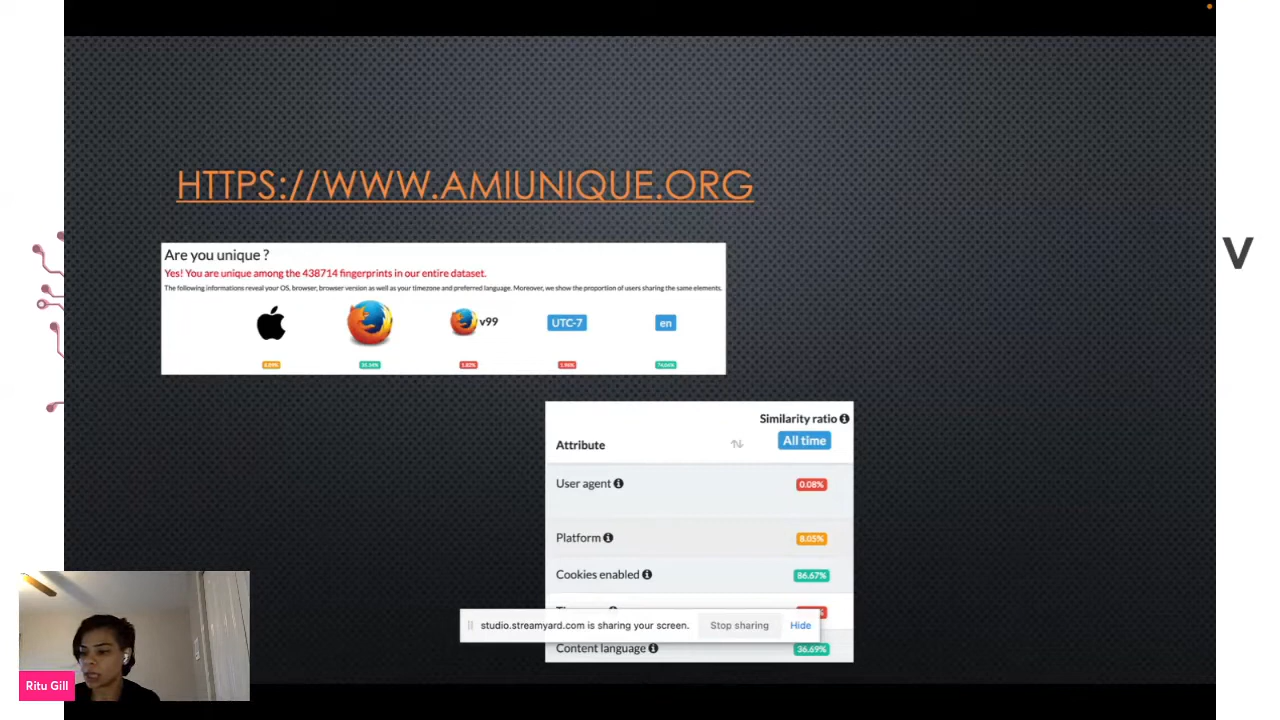 HTTPS://WWW.AMIUNIQUE.ORG
Are you unique ?
Yes! You are unique among the 438714 fingerprints in our entire dataset.
The following informations reveal your OS, browser, browser version as well as your timezone and preferred language. Moreover, we show the proportion of users sharing the same elements.
v99 UTC-7 en
V
Similarity ratio
Attribute All time
User agent 0.08%
Platform 8.05%
Cookies enabled 86.67%
studio.streamyard.com is sharing your screen. Stop sharing Hide
Content language 36.69%
Ritu Gill